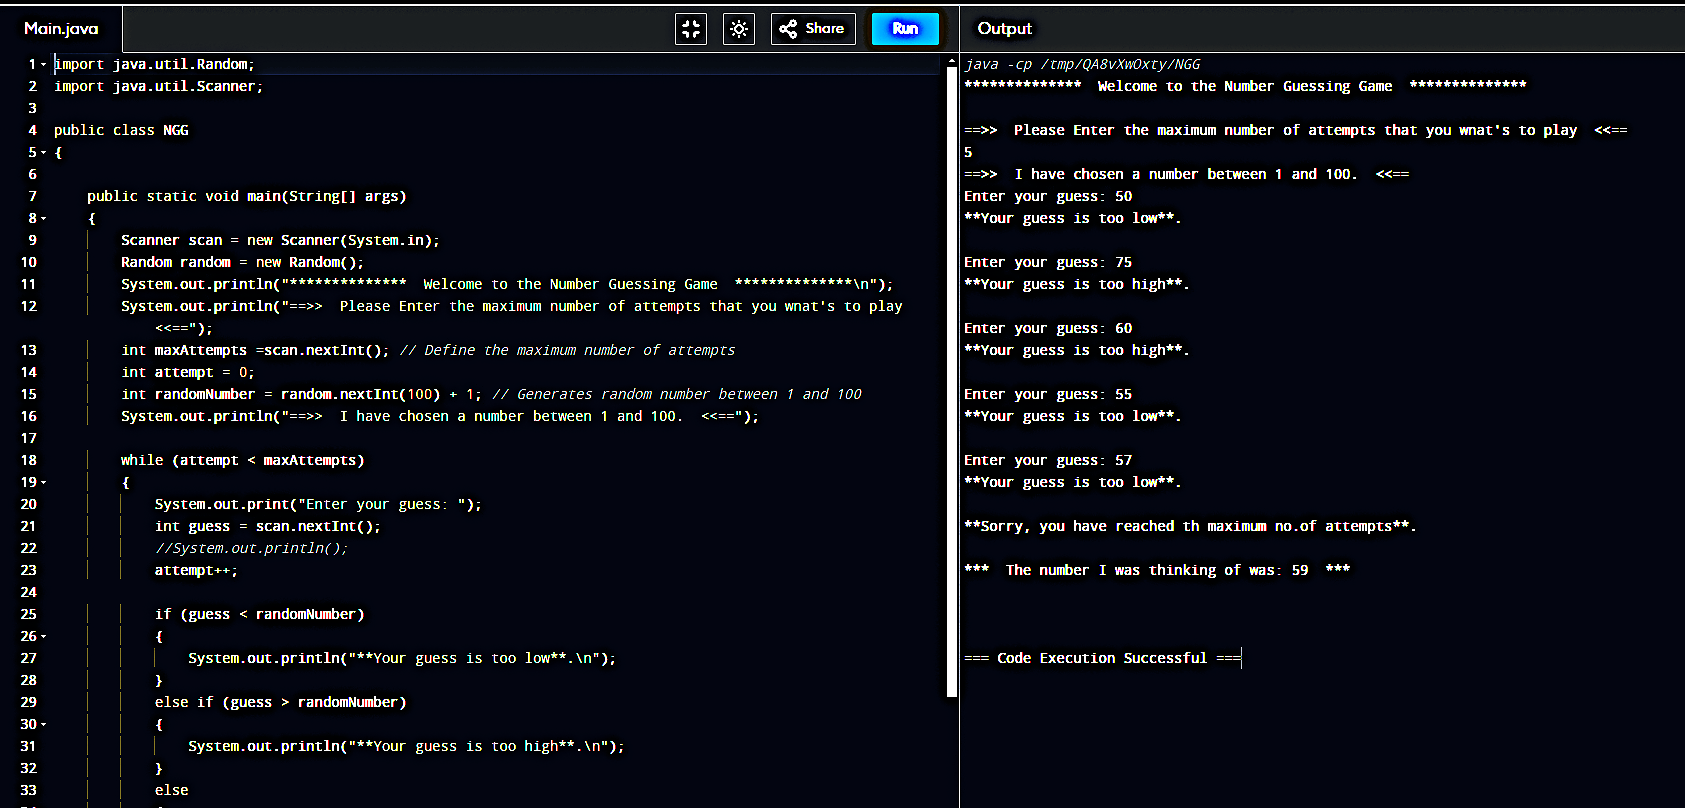 Main.java
Share
Run
Output
1 import java.util.Random;
2 import java.util.Scanner;
3
4 public class NGG
5 {
6
7 public static void main(String[] args)
8 {
9 Scanner scan = new Scanner(System.in);
10 Random random = new Random();
11 System.out.println("************** Welcome to the Number Guessing Game **************\n");
12 System.out.println("==>> Please Enter the maximum number of attempts that you wnat's to play
<<==");
13 int maxAttempts =scan.nextInt(); // Define the maximum number of attempts
14 int attempt = 0;
15 int randomNumber = random.nextInt(100) + 1; // Generates random number between 1 and 100
16 System.out.println("==>> I have chosen a number between 1 and 100. <<==");
17
18 while (attempt < maxAttempts)
19 {
20 System.out.print("Enter your guess: ");
21 int guess = scan.nextInt();
22 //System.out.println();
23 attempt++;
24
25 if (guess < randomNumber)
26 {
27 System.out.println("**Your guess is too low**.\n");
28 }
29 else if (guess > randomNumber)
30 {
31 System.out.println("**Your guess is too high**.\n");
32 }
33 else
java -cp /tmp/QA8vXwOxty/NGG
************** Welcome to the Number Guessing Game **************
==>> Please Enter the maximum number of attempts that you wnat's to play <<==
5
==>> I have chosen a number between 1 and 100. <<==
Enter your guess: 50
**Your guess is too low**.
Enter your guess: 75
**Your guess is too high**.
Enter your guess: 60
**Your guess is too high**.
Enter your guess: 55
**Your guess is too low**.
Enter your guess: 57
**Your guess is too low**.
**Sorry, you have reached th maximum no.of attempts**.
*** The number I was thinking of was: 59 ***
=== Code Execution Successful ===